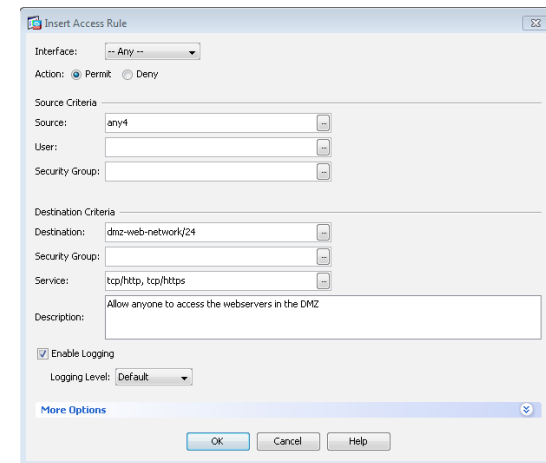 Insert Access Rule
Interface: -- Any --
Action: Permit Deny
Source Criteria
Source: any4
User:
Security Group:
Destination Criteria
Destination: dmz-web-network/24
Security Group:
Service: tcp/http, tcp/https
Description: Allow anyone to access the webservers in the DMZ
Enable Logging
Logging Level: Default
More Options
OK Cancel Help